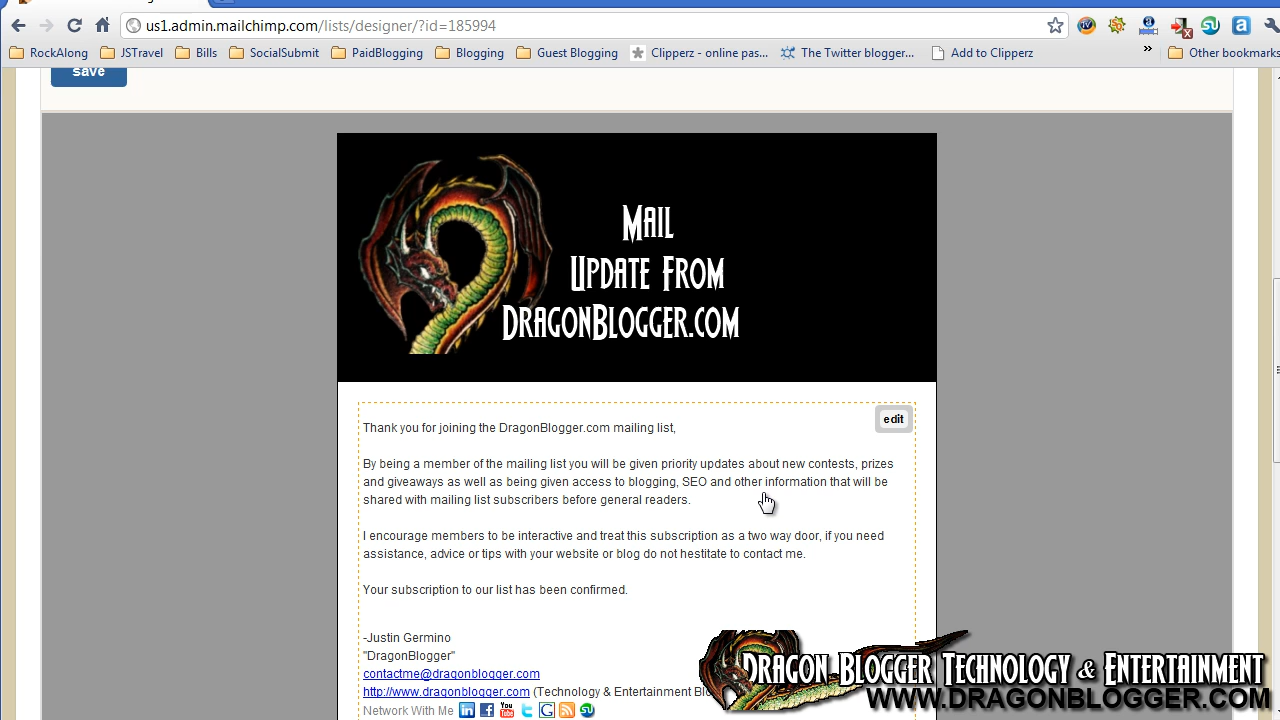 us1.admin.mailchimp.com/lists/designer/?id=185994
RockAlong JSTravel Bills SocialSubmit PaidBlogging Blogging Guest Blogging Clipperz - online pas... The Twitter blogger... Add to Clipperz » Other bookmarks
save
Mail
Update From
DragonBlogger.com
edit
Thank you for joining the DragonBlogger.com mailing list,
By being a member of the mailing list you will be given priority updates about new contests, prizes
and giveaways as well as being given access to blogging, SEO and other information that will be
shared with mailing list subscribers before general readers.
I encourage members to be interactive and treat this subscription as a two way door, if you need
assistance, advice or tips with your website or blog do not hestitate to contact me.
Your subscription to our list has been confirmed.
-Justin Germino
"DragonBlogger"
contactme@dragonblogger.com
http://www.dragonblogger.com (Technology & Entertainment
Network With Me
Dragon Blogger Technology & Entertainment
www.dragonblogger.com